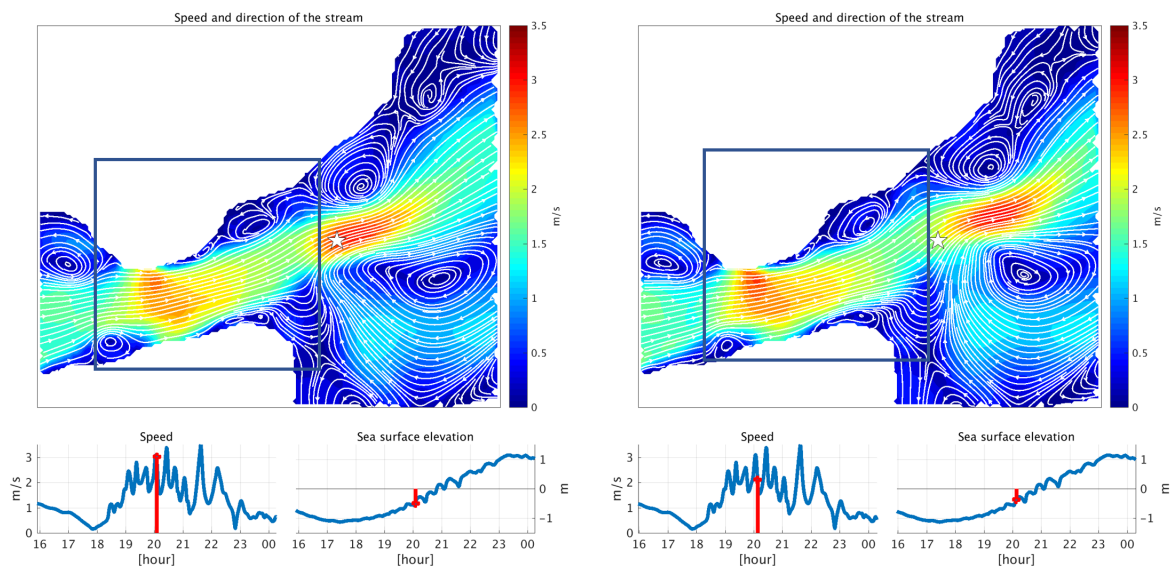 Speed and direction of the stream
3.5
3
2.5
2
1.5
1
0.5
0
m/s
Speed
3
2
1
0
m/s
16 17 18 19 20 21 22 23 00
[hour]
Sea surface elevation
1
0
-1
m
16 17 18 19 20 21 22 23 00
[hour]
Speed and direction of the stream
3.5
3
2.5
2
1.5
1
0.5
0
m/s
Speed
3
2
1
0
m/s
16 17 18 19 20 21 22 23 00
[hour]
Sea surface elevation
1
0
-1
m
16 17 18 19 20 21 22 23 00
[hour]